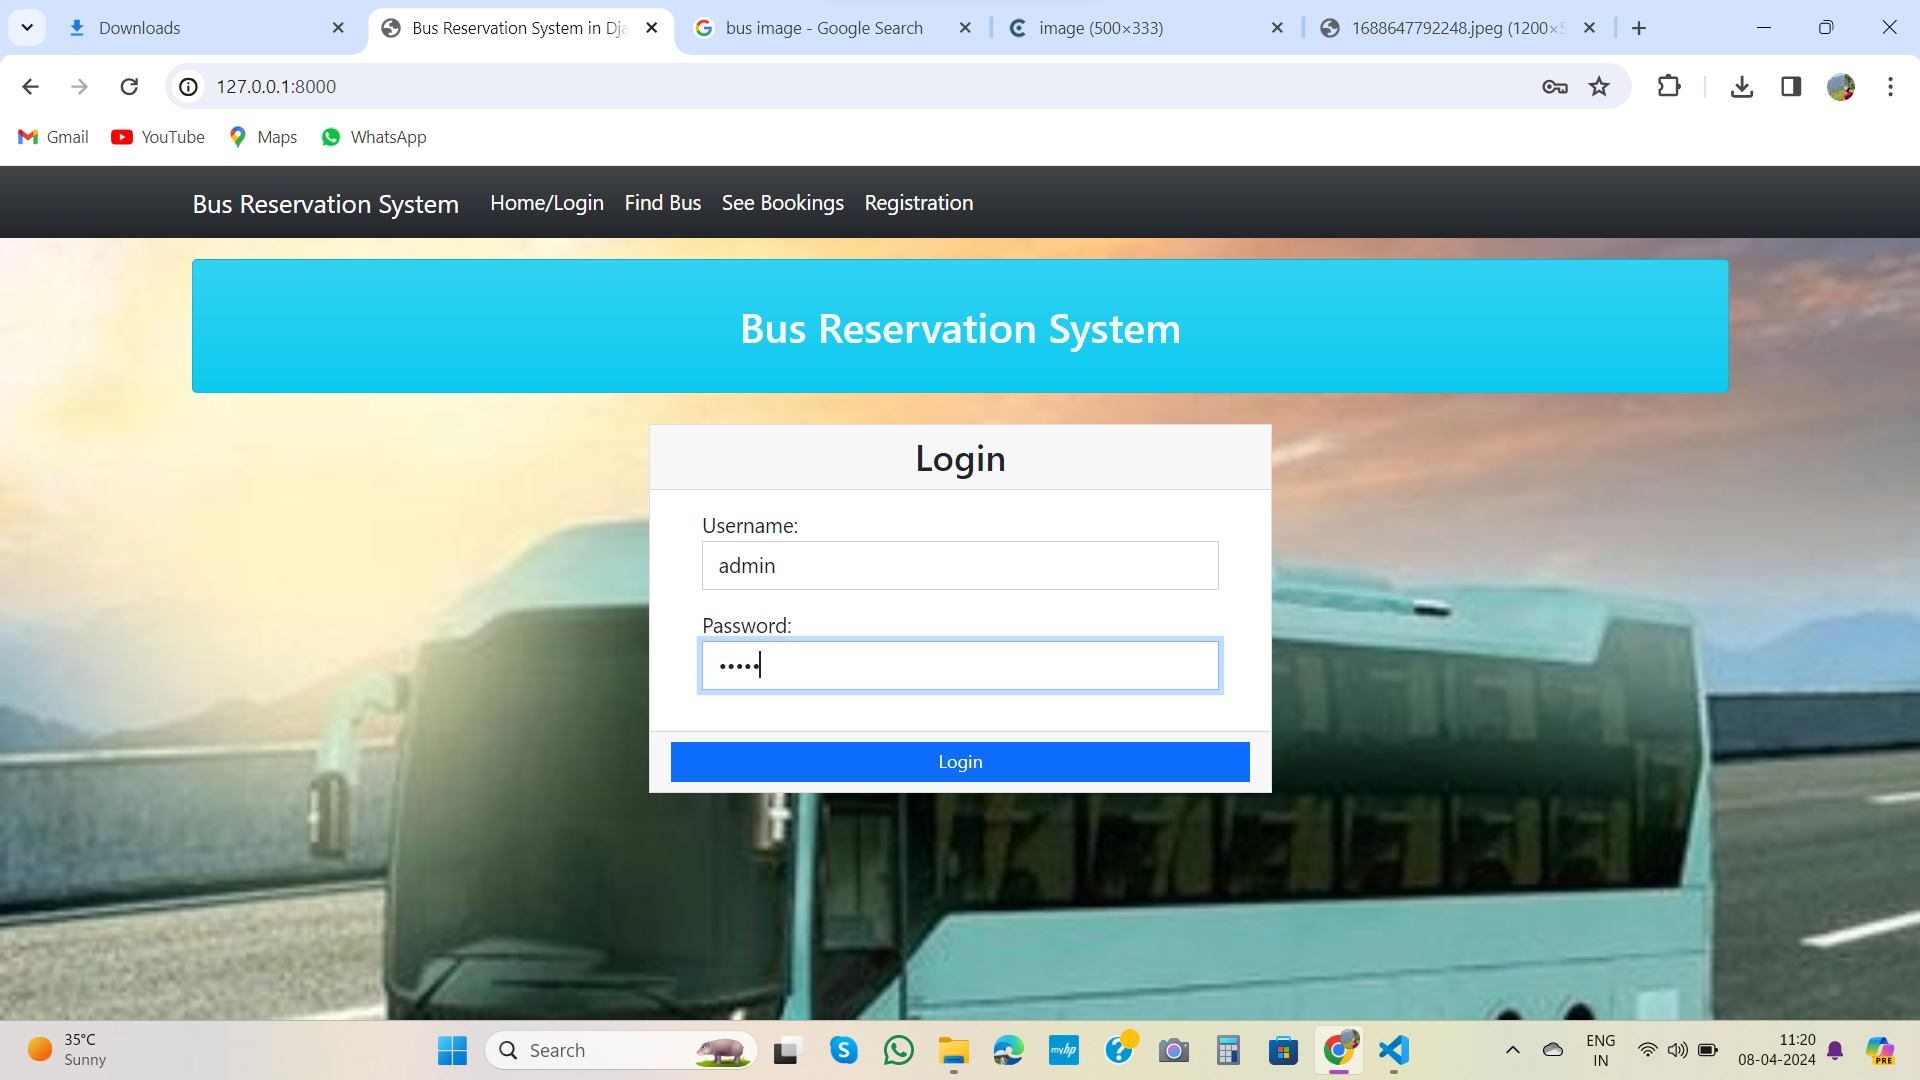 Downloads
Bus Reservation System in Dja
bus image - Google Search
image (500×333)
1688647792248.jpeg (1200×5
127.0.0.1:8000
Gmail
YouTube
Maps
WhatsApp
Bus Reservation System
Home/Login
Find Bus
See Bookings
Registration
Bus Reservation System
Login
Username:
admin
Password:
•••••
Login
35°C
Sunny
Search
S
myhp
?
ENG
IN
11:20
08-04-2024
PRE